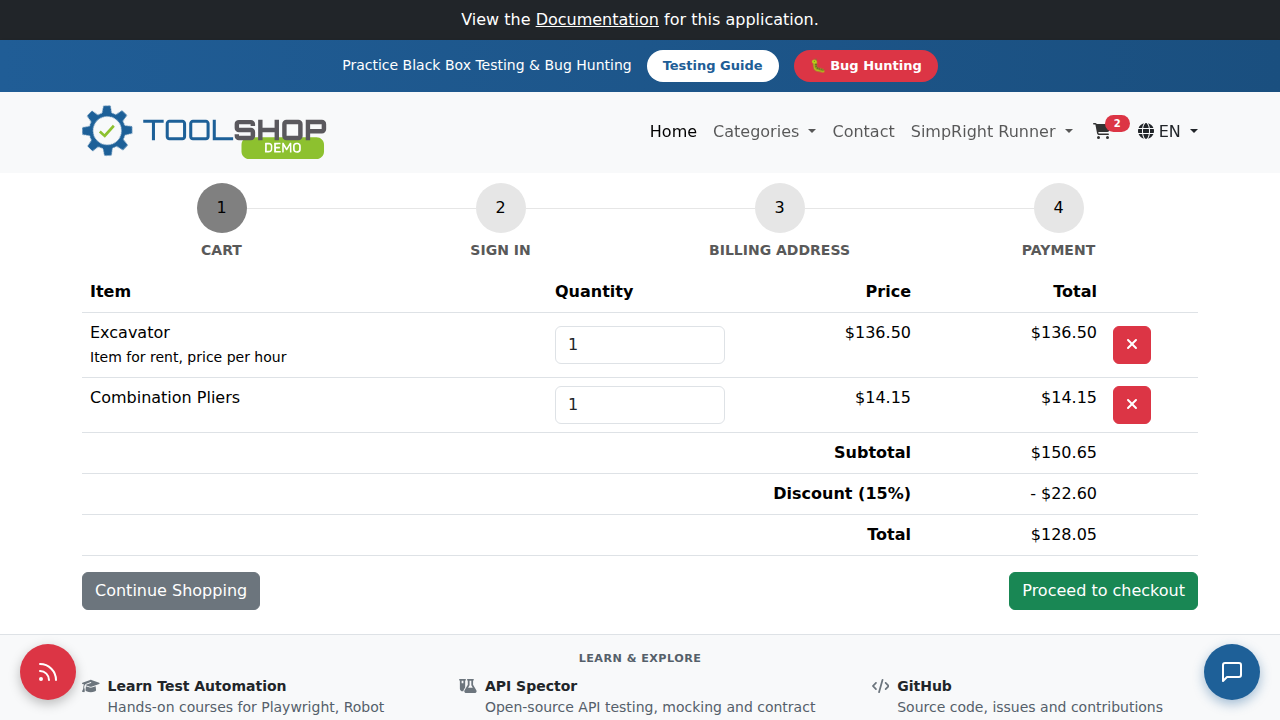 View the Documentation for this application.
Practice Black Box Testing & Bug Hunting Testing Guide 🐛 Bug Hunting
TOOLSHOP
DEMO
Home Categories Contact SimpRight Runner 2 EN
1 2 3 4
CART SIGN IN BILLING ADDRESS PAYMENT
Item Quantity Price Total
Excavator 1 $136.50 $136.50
Item for rent, price per hour
Combination Pliers 1 $14.15 $14.15
Subtotal $150.65
Discount (15%) - $22.60
Total $128.05
Continue Shopping Proceed to checkout
LEARN & EXPLORE
Learn Test Automation API Spector GitHub
Hands-on courses for Playwright, Robot Open-source API testing, mocking and contract Source code, issues and contributions